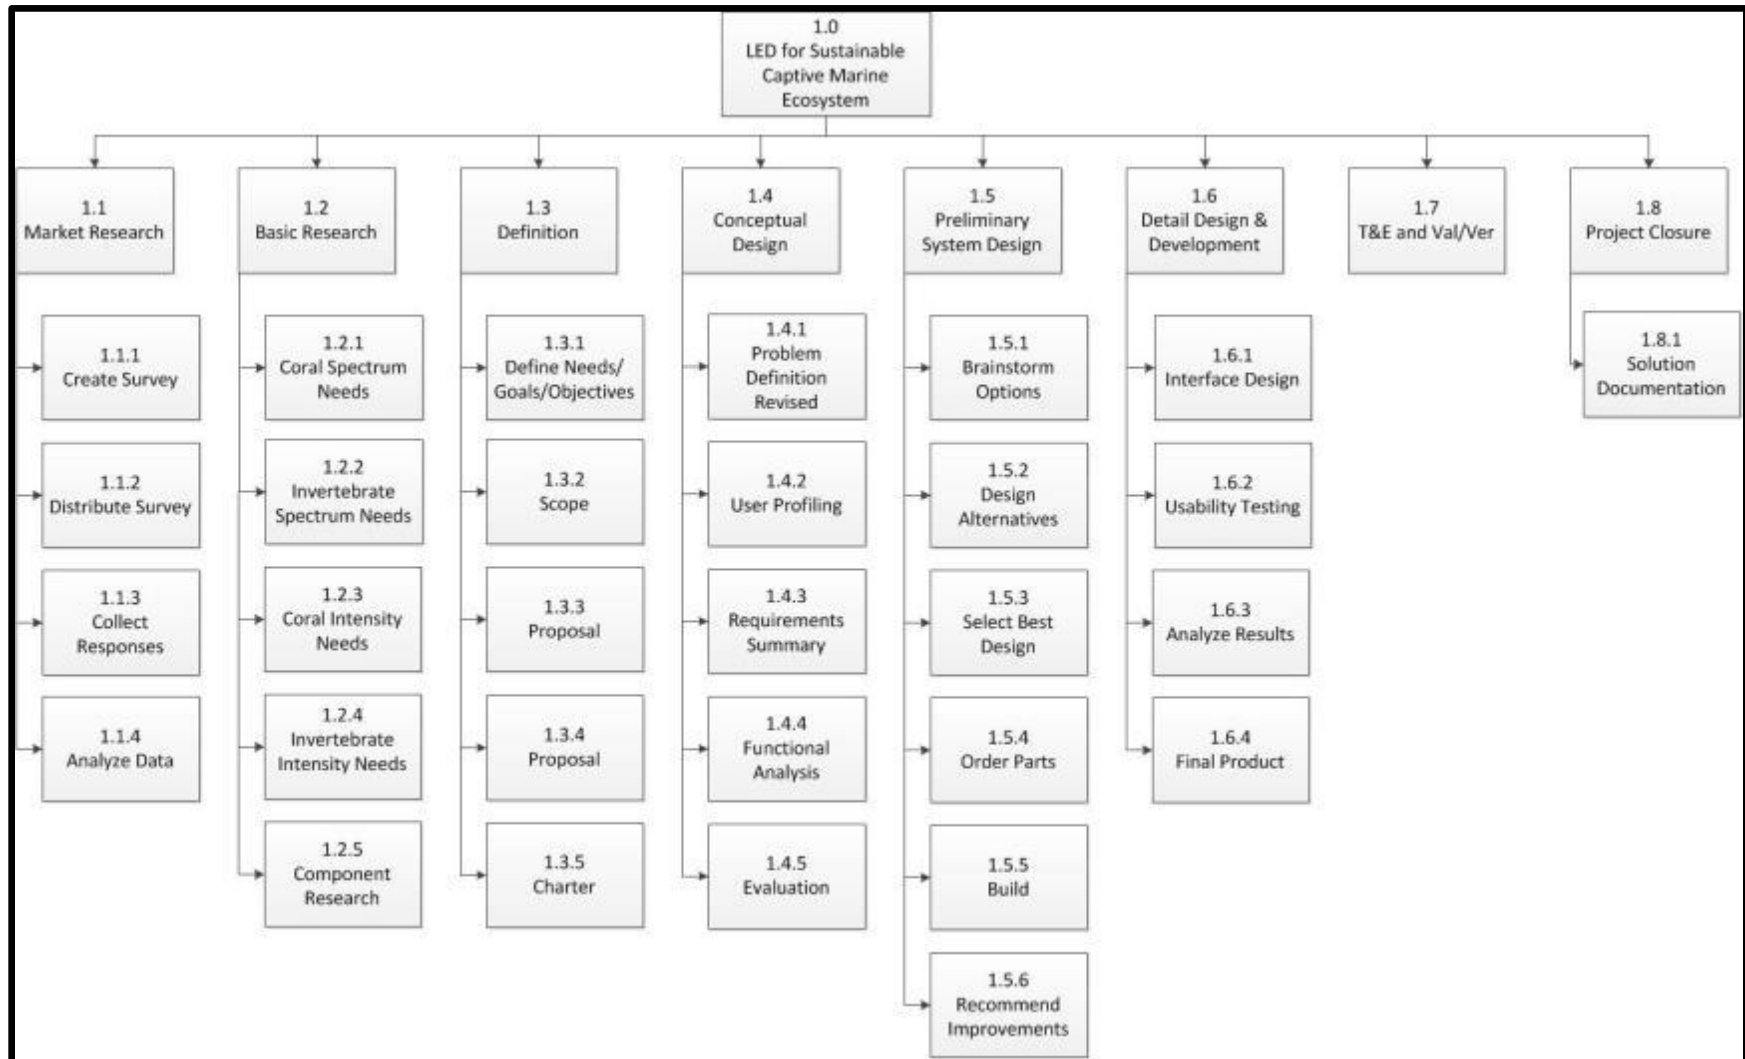 1.0
LED for Sustainable
Captive Marine
Ecosystem
1.1
Market Research
1.2
Basic Research
1.3
Definition
1.4
Conceptual
Design
1.5
Preliminary
System Design
1.6
Detail Design &
Development
1.7
T&E and Val/Ver
1.8
Project Closure
1.1.1
Create Survey
1.1.2
Distribute Survey
1.1.3
Collect
Responses
1.1.4
Analyze Data
1.2.1
Coral Spectrum
Needs
1.2.2
Invertebrate
Spectrum Needs
1.2.3
Coral Intensity
Needs
1.2.4
Invertebrate
Intensity Needs
1.2.5
Component
Research
1.3.1
Define Needs/
Goals/Objectives
1.3.2
Scope
1.3.3
Proposal
1.3.4
Proposal
1.3.5
Charter
1.4.1
Problem
Definition
Revised
1.4.2
User Profiling
1.4.3
Requirements
Summary
1.4.4
Functional
Analysis
1.4.5
Evaluation
1.5.1
Brainstorm
Options
1.5.2
Design
Alternatives
1.5.3
Select Best
Design
1.5.4
Order Parts
1.5.5
Build
1.5.6
Recommend
Improvements
1.6.1
Interface Design
1.6.2
Usability Testing
1.6.3
Analyze Results
1.6.4
Final Product
1.8.1
Solution
Documentation